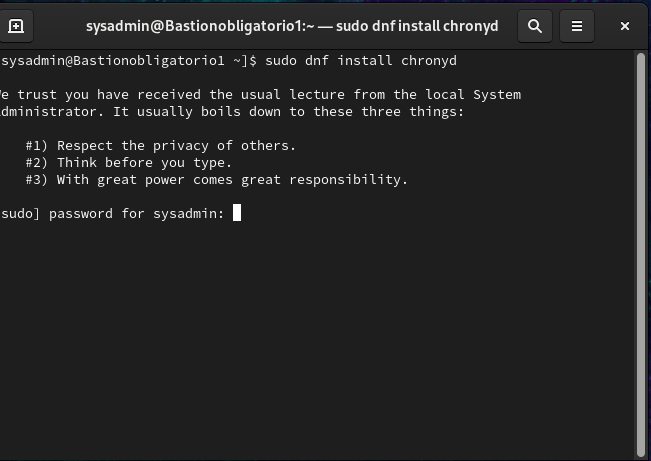 sysadmin@Bastionobligatorio1:~ — sudo dnf install chronyd
sysadmin@Bastionobligatorio1 ~]$ sudo dnf install chronyd
We trust you have received the usual lecture from the local System
dministrator. It usually boils down to these three things:
#1) Respect the privacy of others.
#2) Think before you type.
#3) With great power comes great responsibility.
sudo] password for sysadmin: